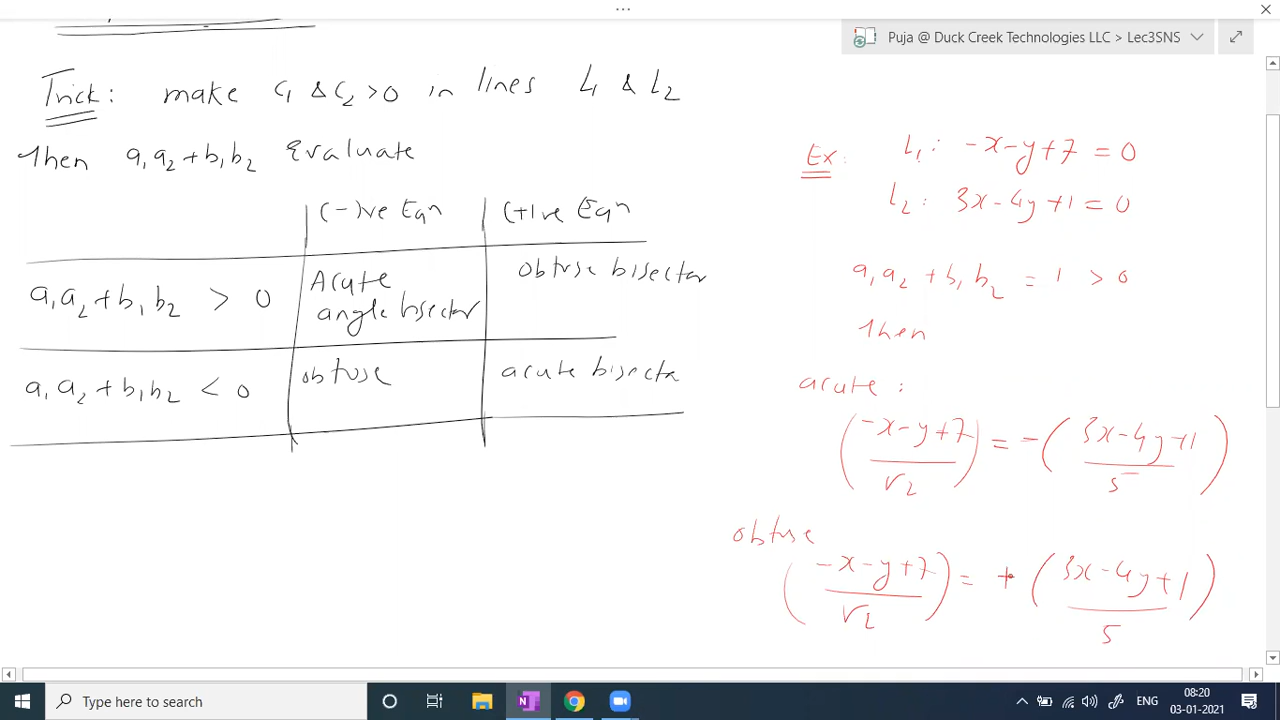 Puja @ Duck Creek Technologies LLC > Lec3SNS
Trick: make C₁ & C₂ > 0 in lines L₁ & L₂
Then a₁a₂ + b₁b₂ Evaluate
(-)ve Eqn (+)ve Eqn
a₁a₂ + b₁b₂ > 0 Acute angle bisector obtuse bisector
a₁a₂ + b₁b₂ < 0 obtuse acute bisector
Ex: L₁: -x-y+7 = 0
L₂: 3x-4y+1 = 0
a₁a₂ + b₁b₂ = 1 > 0
Then
acute:
(-x-y+7 / √2) = -(3x-4y+1 / 5)
obtuse
(-x-y+7 / √2) = +(3x-4y+1 / 5)
Type here to search
ENG
08:20
03-01-2021